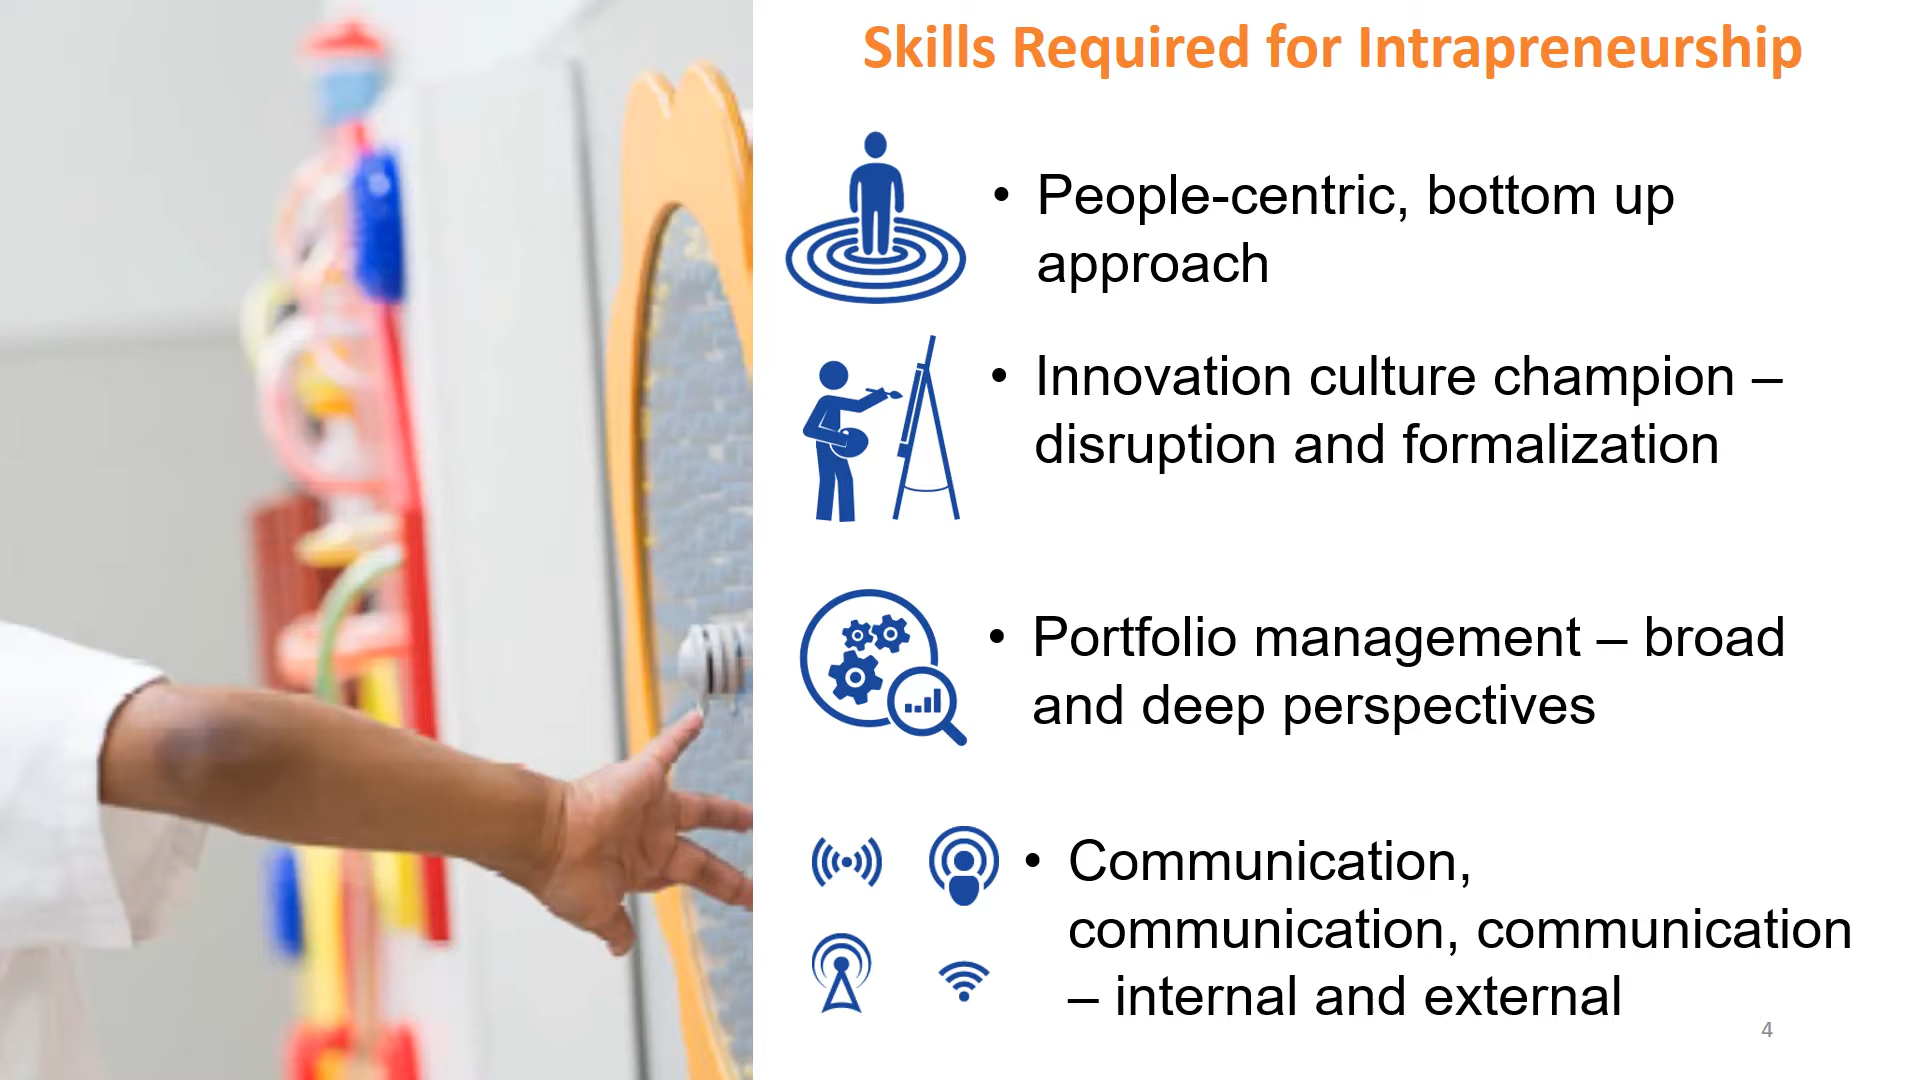 Skills Required for Intrapreneurship
• People-centric, bottom up
approach
• Innovation culture champion –
disruption and formalization
• Portfolio management – broad
and deep perspectives
• Communication,
communication, communication
– internal and external
4